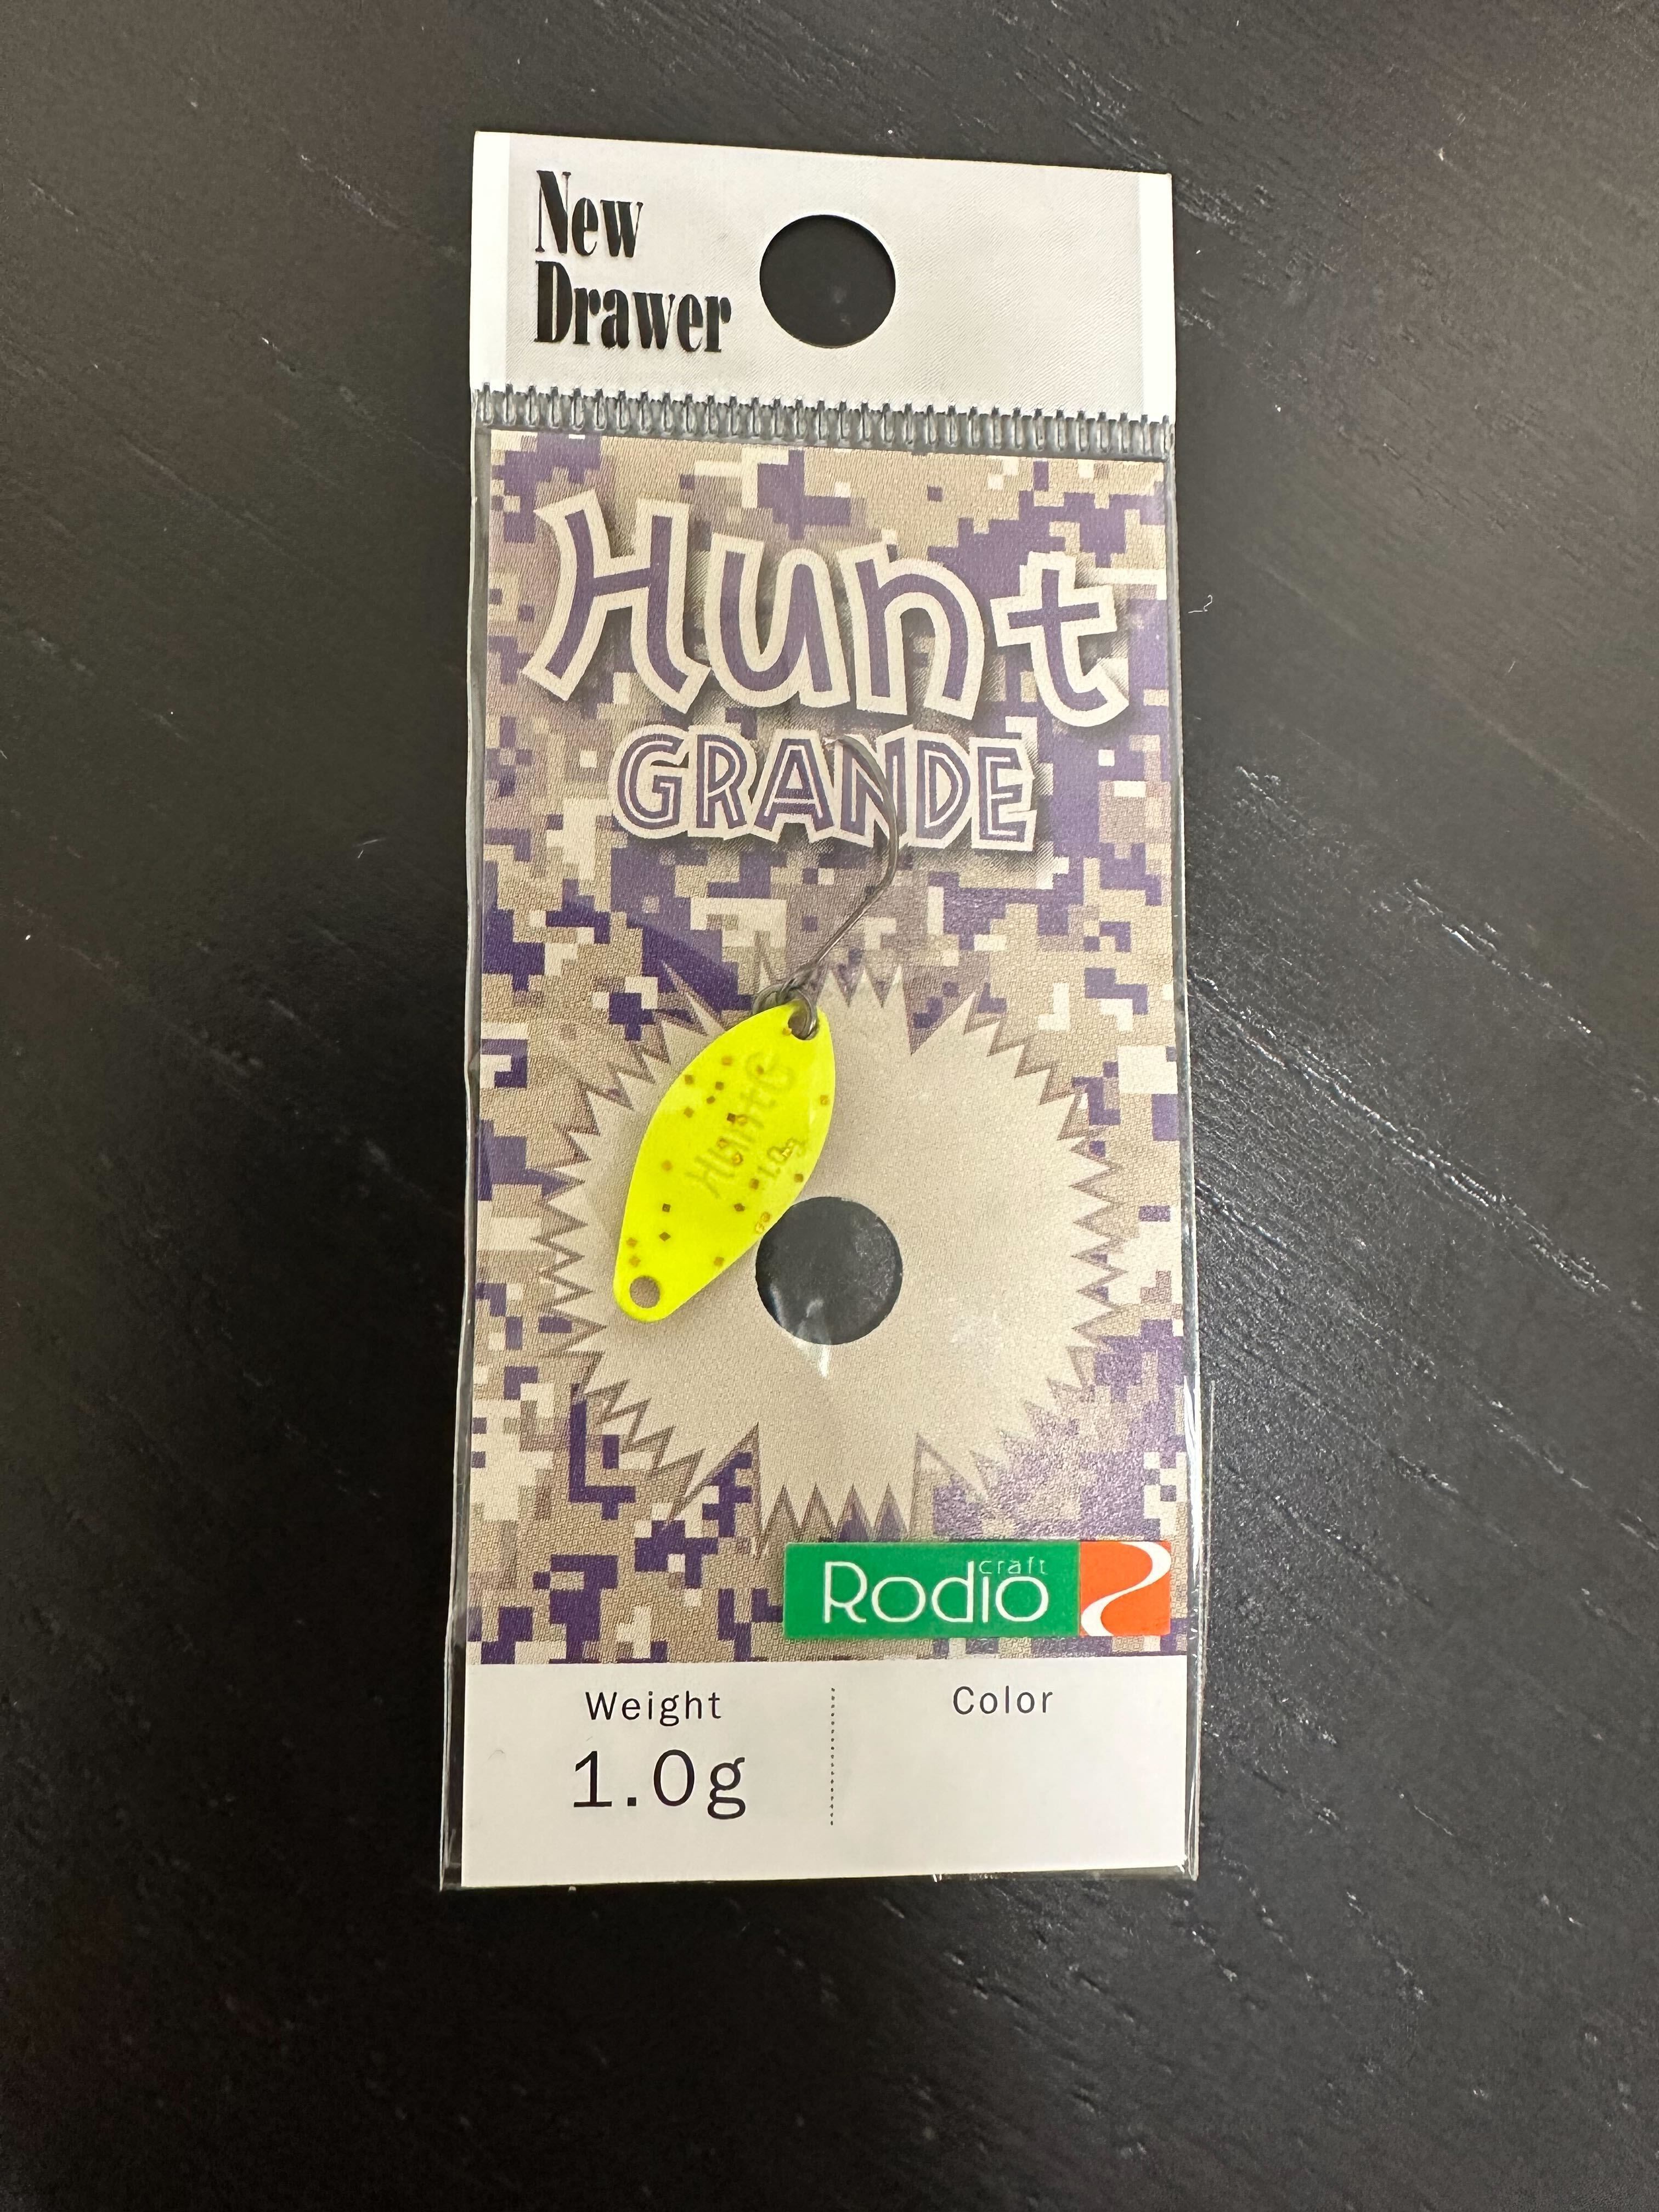 New
Drawer
Hunt
GRANDE
HuntG
1.0g
craft
Rodio
Weight
Color
1.0g